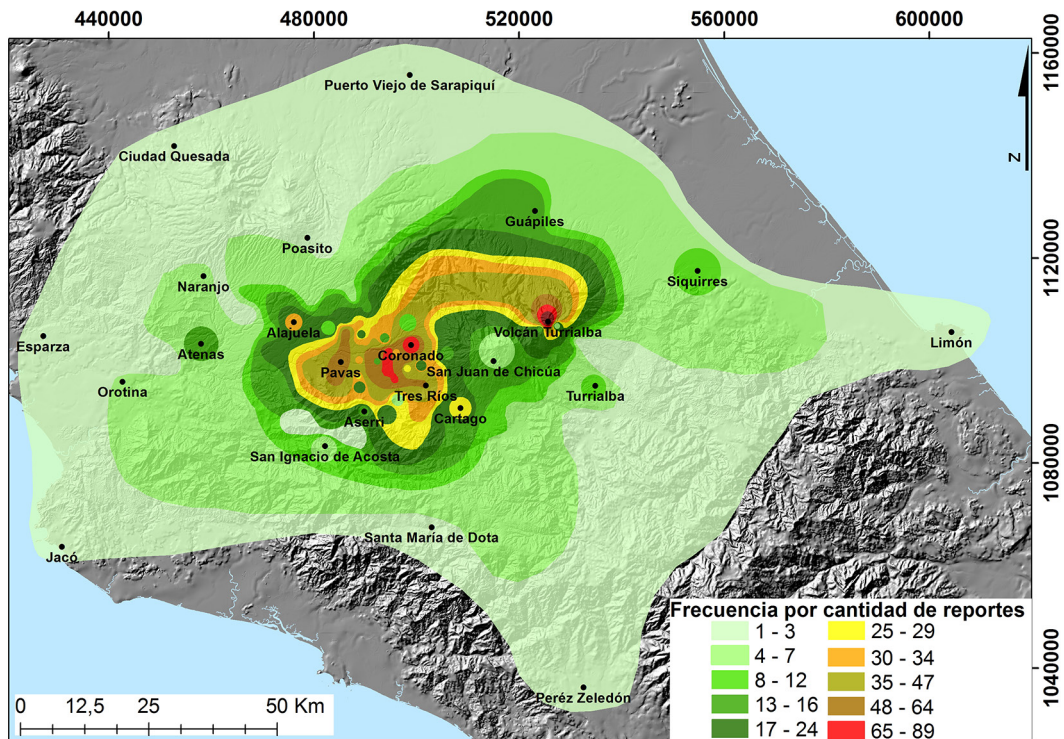 440000 480000 520000 560000 600000
1160000
Puerto Viejo de Sarapiquí
Ciudad Quesada
N
Guápiles
Poasito
1120000
Siquirres
Naranjo
Alajuela
Volcán Turrialba
Esparza
Limón
Atenas
Coronado
Pavas
San Juan de Chicúa
Orotina
Tres Ríos
Turrialba
Aserrí
Cartago
San Ignacio de Acosta
1080000
Santa María de Dota
Jacó
Frecuencia por cantidad de reportes
1 - 3 25 - 29
4 - 7 30 - 34
8 - 12 35 - 47
13 - 16 48 - 64
17 - 24 65 - 89
1040000
Peréz Zeledón
0 12,5 25 50 Km